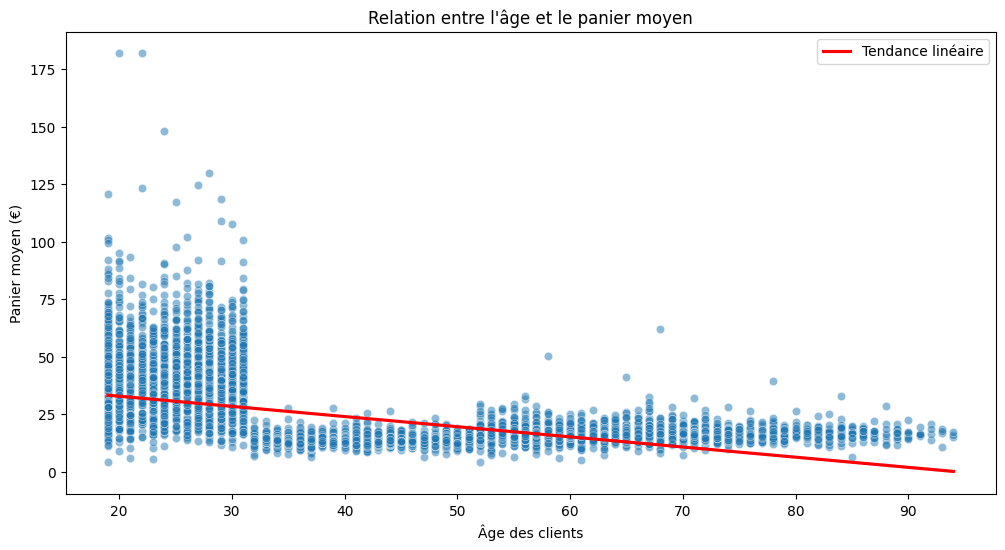 Relation entre l'âge et le panier moyen
Tendance linéaire
Panier moyen (€)
175
150
125
100
75
50
25
0
20 30 40 50 60 70 80 90
Âge des clients